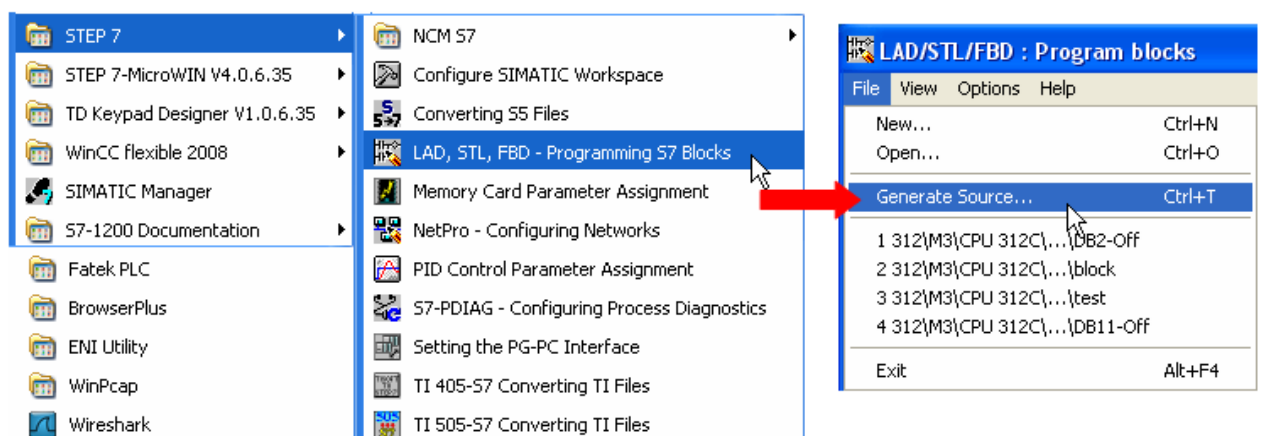 STEP 7
STEP 7-MicroWIN V4.0.6.35
TD Keypad Designer V1.0.6.35
WinCC flexible 2008
SIMATIC Manager
S7-1200 Documentation
Fatek PLC
BrowserPlus
ENI Utility
WinPcap
Wireshark
NCM S7
Configure SIMATIC Workspace
S5
S7
Converting S5 Files
LAD, STL, FBD - Programming S7 Blocks
Memory Card Parameter Assignment
NetPro - Configuring Networks
PID Control Parameter Assignment
S7-PDIAG - Configuring Process Diagnostics
Setting the PG-PC Interface
TI 405-S7 Converting TI Files
TI 505-S7 Converting TI Files
LAD/STL/FBD : Program blocks
File View Options Help
New... Ctrl+N
Open... Ctrl+O
Generate Source... Ctrl+T
1 312\M3\CPU 312C\...\DB2-Off
2 312\M3\CPU 312C\...\block
3 312\M3\CPU 312C\...\test
4 312\M3\CPU 312C\...\DB11-Off
Exit Alt+F4